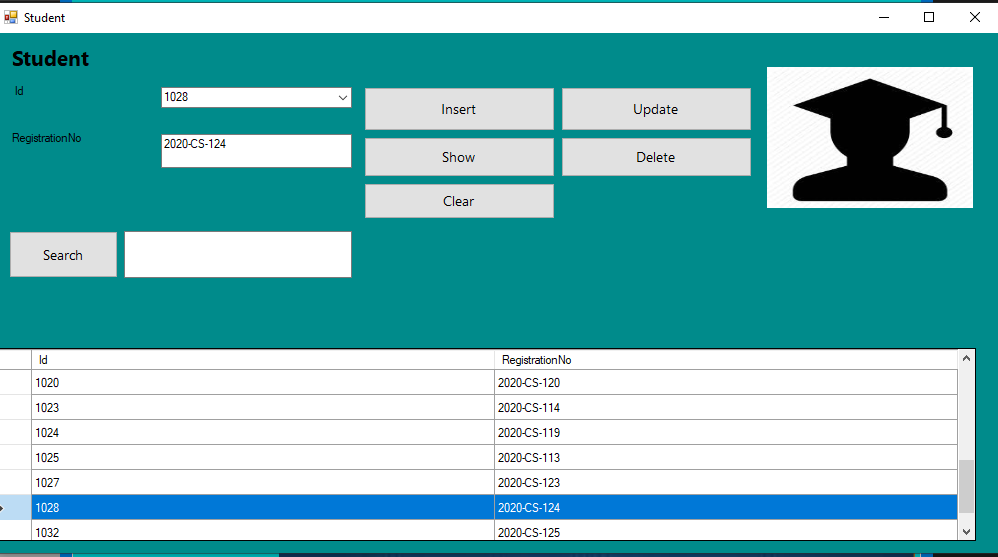 Student
Student
Id
1028
Insert
Update
RegistrationNo
2020-CS-124
Show
Delete
Clear
Search
Id RegistrationNo
1020 2020-CS-120
1023 2020-CS-114
1024 2020-CS-119
1025 2020-CS-113
1027 2020-CS-123
1028 2020-CS-124
1032 2020-CS-125